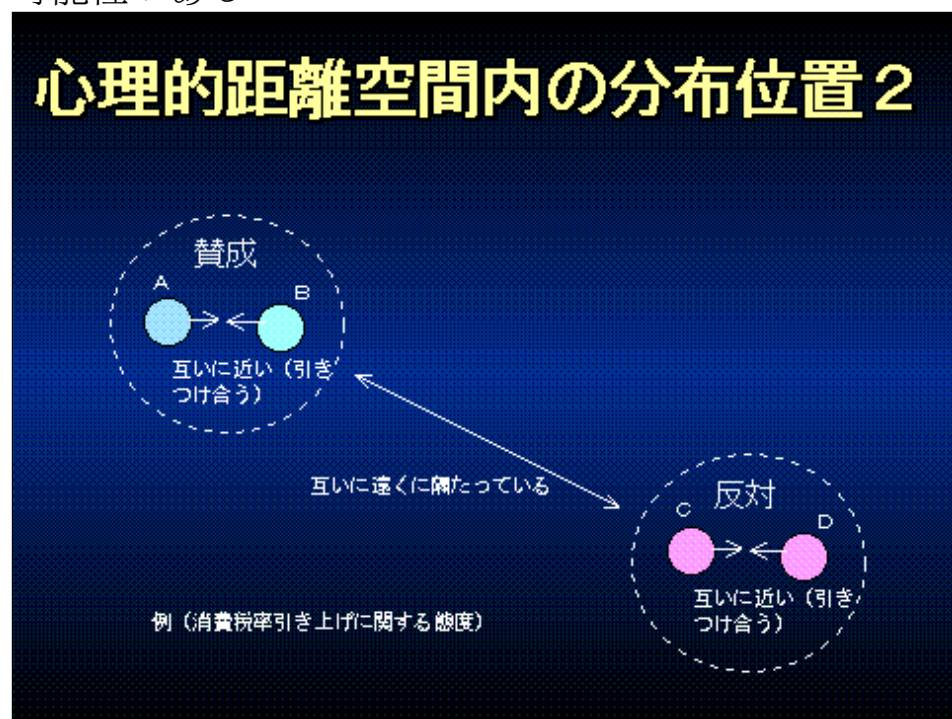 心理的距離空間内の分布位置２
賛成
A
B
互いに近い（引き
つけ合う）
互いに遠くに隔たっている
反対
C
D
互いに近い（引き
つけ合う）
例（消費税率引き上げに関する態度）